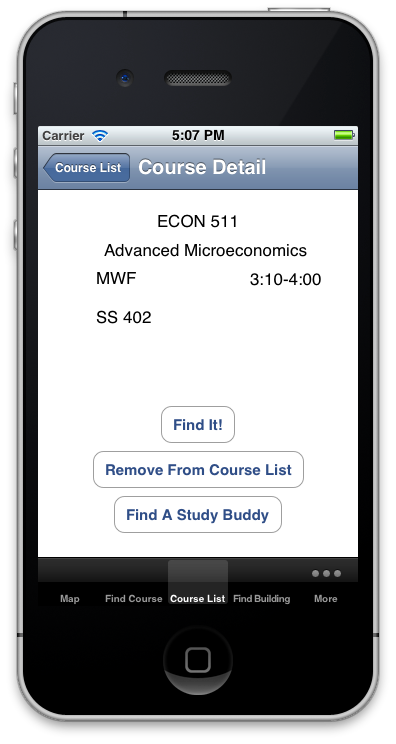 Carrier 5:07 PM
Course List Course Detail
ECON 511
Advanced Microeconomics
MWF 3:10-4:00
SS 402
Find It!
Remove From Course List
Find A Study Buddy
Map Find Course Course List Find Building More